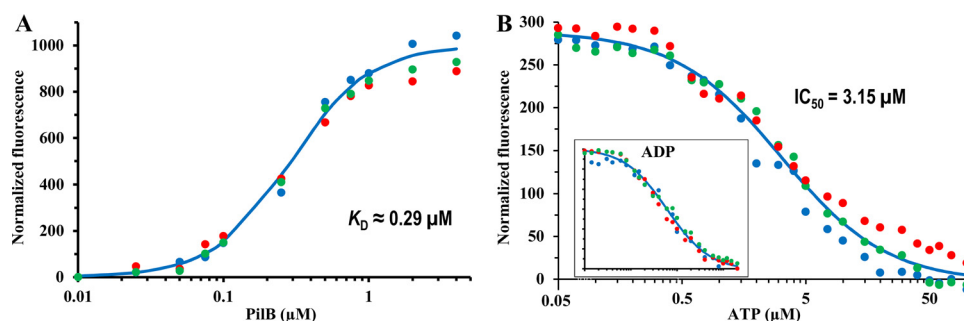 A
Normalized fluorescence
1000
800
600
400
200
0
0.01
0.1
1
PilB (µM)
K_D ≈ 0.29 µM
B
Normalized fluorescence
300
250
200
150
100
50
0
0.05
0.5
5
50
ATP (µM)
IC₅₀ = 3.15 µM
ADP